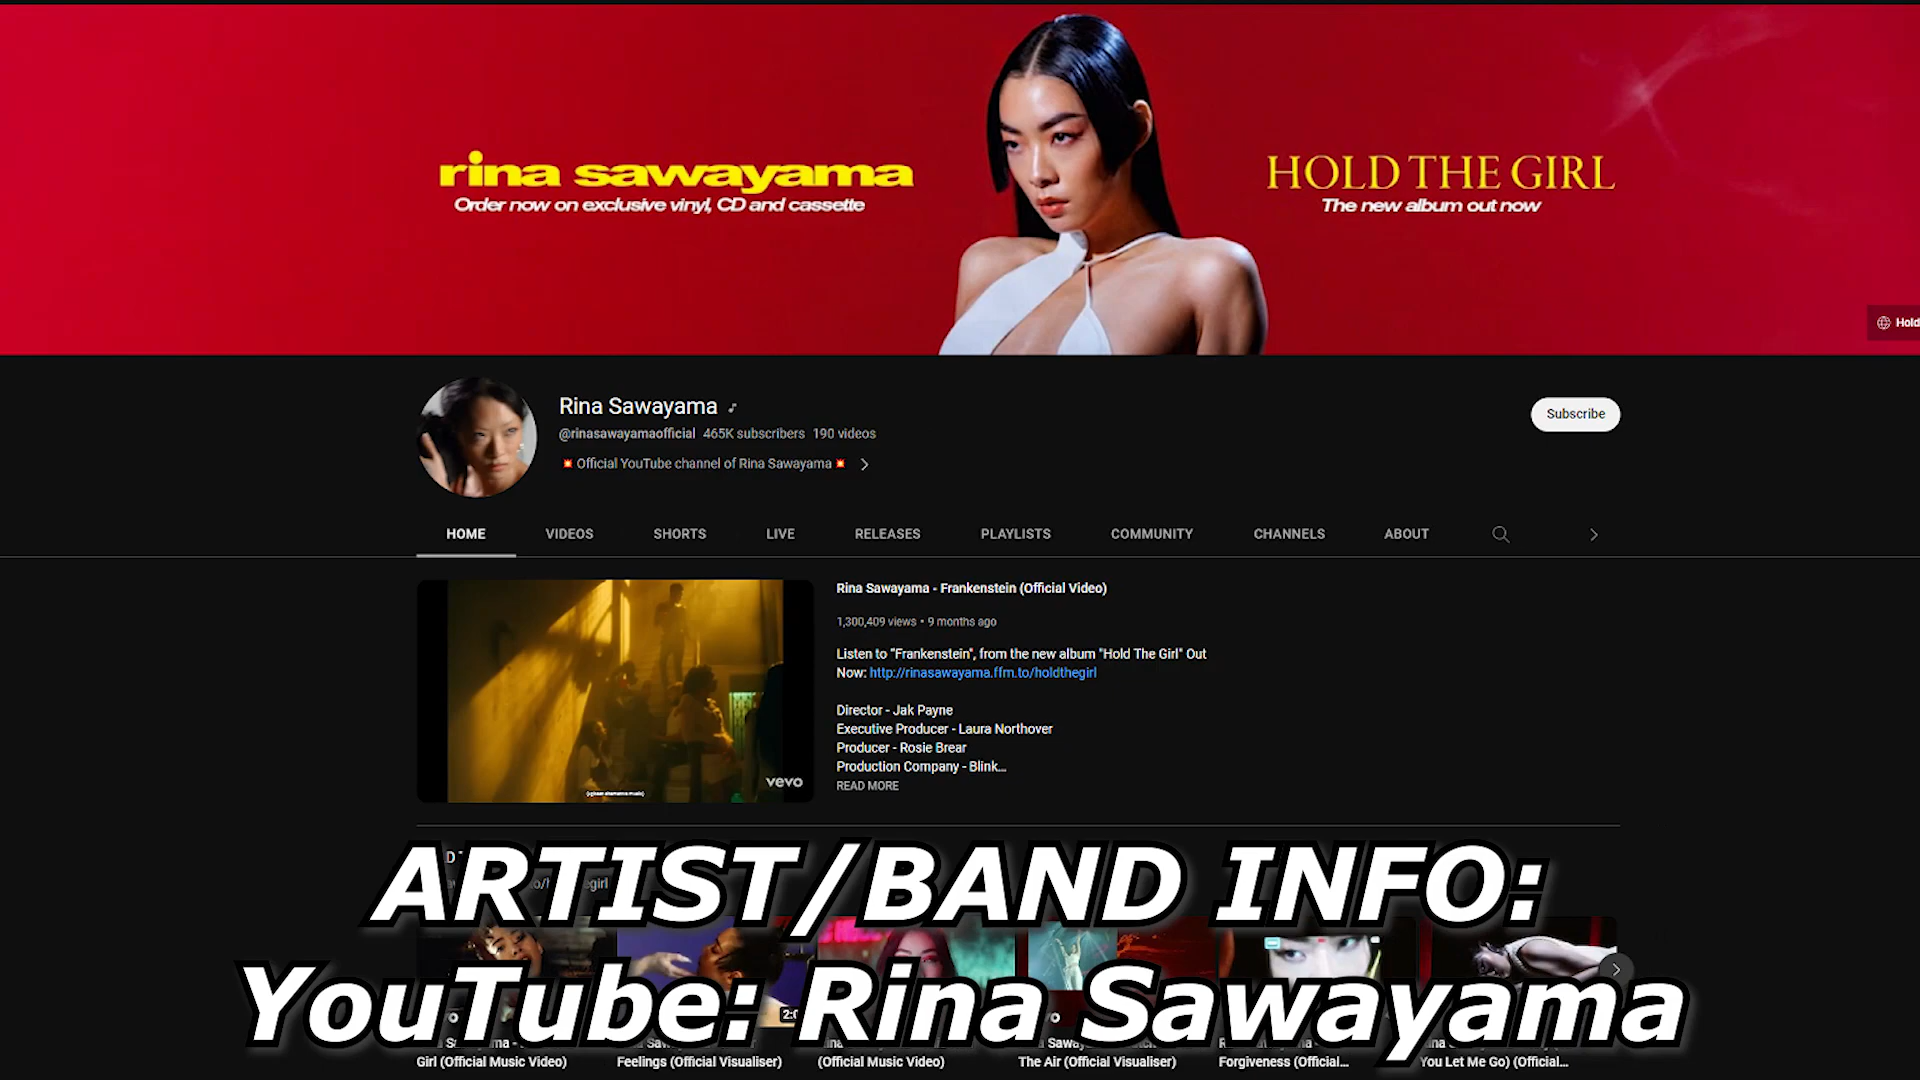 rina sawayama
Order now on exclusive vinyl, CD and cassette
HOLD THE GIRL
The new album out now
Hold
Rina Sawayama
@rinasawayamaofficial 465K subscribers 190 videos
Official YouTube channel of Rina Sawayama
Subscribe
HOME VIDEOS SHORTS LIVE RELEASES PLAYLISTS COMMUNITY CHANNELS ABOUT
vevo
Rina Sawayama - Frankenstein (Official Video)
1,300,409 views • 9 months ago
Listen to "Frankenstein", from the new album "Hold The Girl" Out
Now: http://rinasawayama.ffm.to/holdthegirl
Director - Jak Payne
Executive Producer - Laura Northover
Producer - Rosie Brear
Production Company - Blink...
READ MORE
ARTIST/BAND INFO:
YouTube: Rina Sawayama
Girl (Official Music Video)
Feelings (Official Visualiser)
(Official Music Video)
The Air (Official Visualiser)
Forgiveness (Official...
You Let Me Go) (Official...